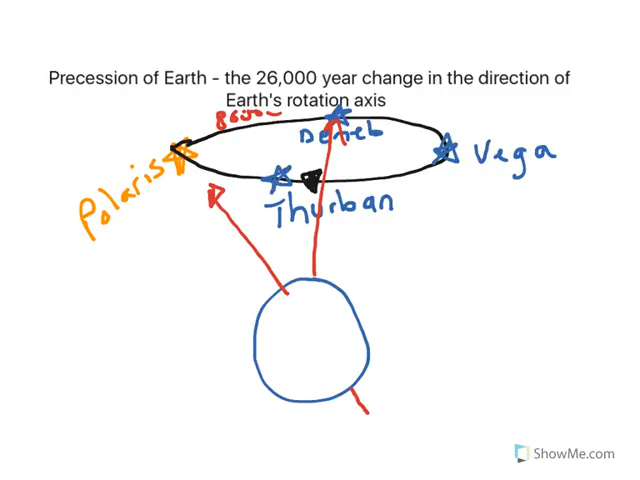 Precession of Earth - the 26,000 year change in the direction of
Earth's rotation axis
Deneb
Vega
Polaris
Thurban
ShowMe.com